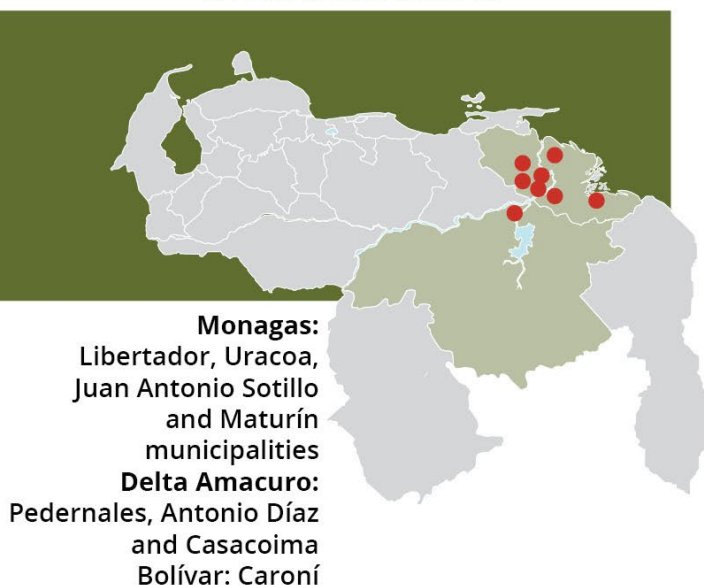 Monagas:
Libertador, Uracoa,
Juan Antonio Sotillo
and Maturín
municipalities
Delta Amacuro:
Pedernales, Antonio Díaz
and Casacoima
Bolívar: Caroní